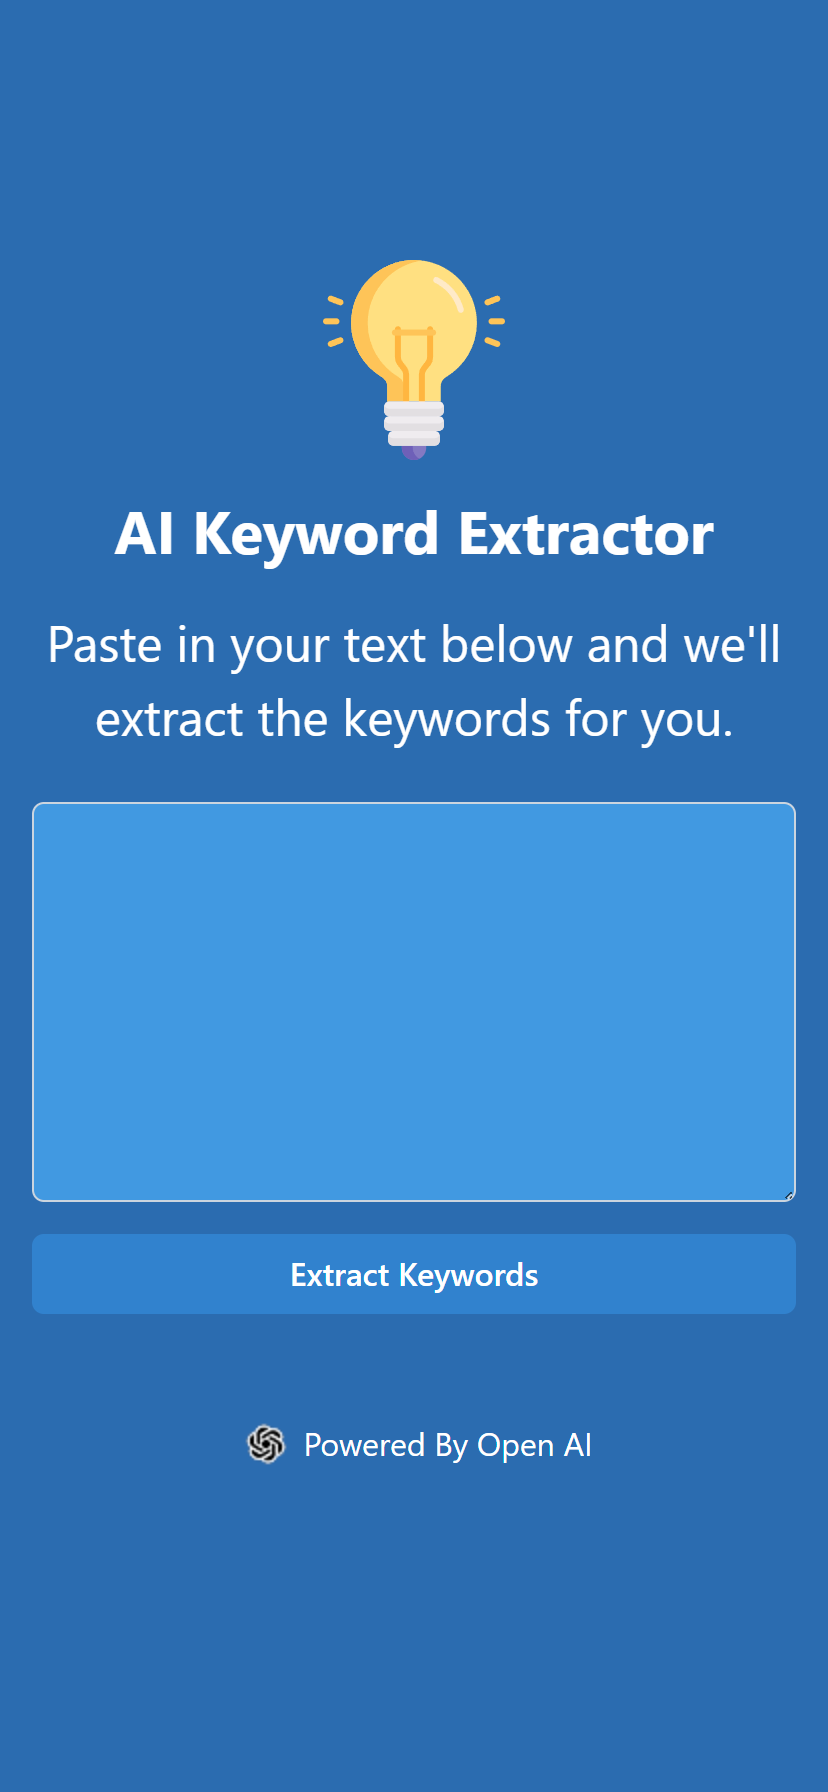 AI Keyword Extractor
Paste in your text below and we'll
extract the keywords for you.
Extract Keywords
Powered By Open AI